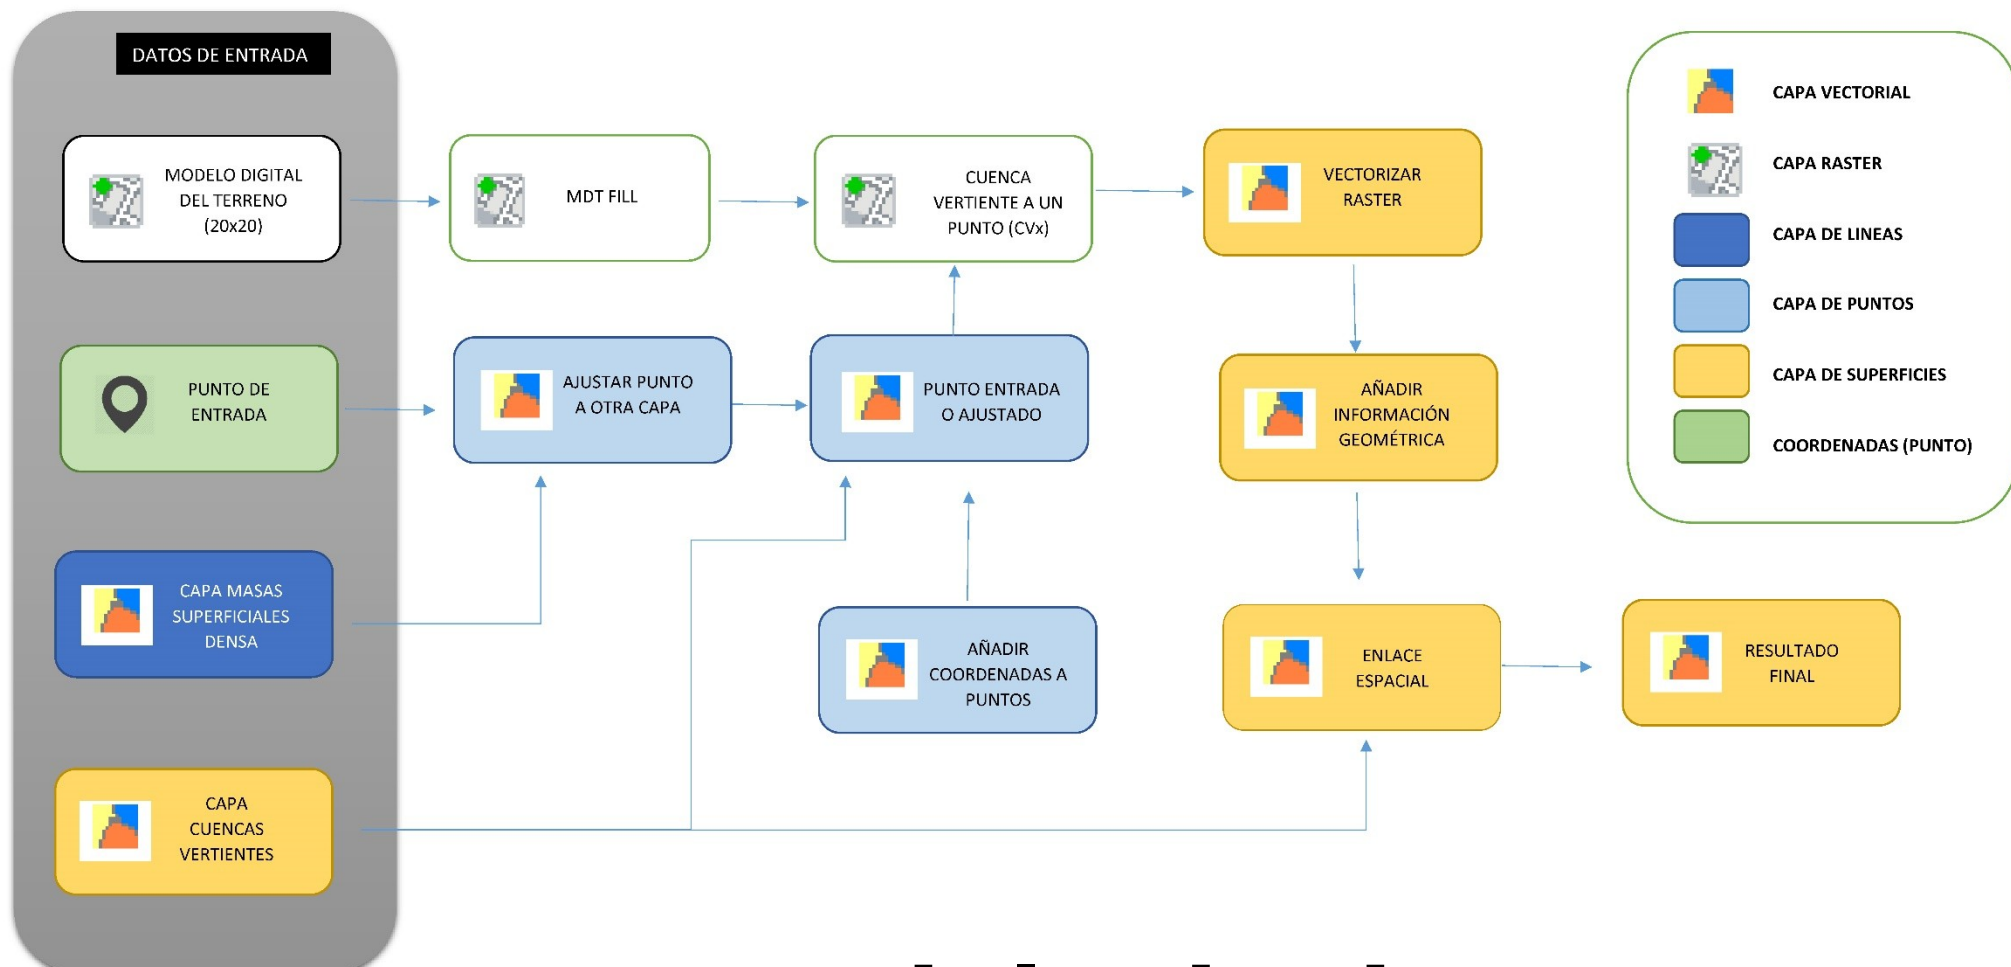 DATOS DE ENTRADA
MODELO DIGITAL
DEL TERRENO
(20x20)
MDT FILL
CUENCA
VERTIENTE A UN
PUNTO (CVx)
VECTORIZAR
RASTER
PUNTO DE
ENTRADA
AJUSTAR PUNTO
A OTRA CAPA
PUNTO ENTRADA
O AJUSTADO
AÑADIR
INFORMACIÓN
GEOMÉTRICA
CAPA MASAS
SUPERFICIALES
DENSA
AÑADIR
COORDENADAS A
PUNTOS
ENLACE
ESPACIAL
RESULTADO
FINAL
CAPA
CUENCAS
VERTIENTES
CAPA VECTORIAL
CAPA RASTER
CAPA DE LINEAS
CAPA DE PUNTOS
CAPA DE SUPERFICIES
COORDENADAS (PUNTO)